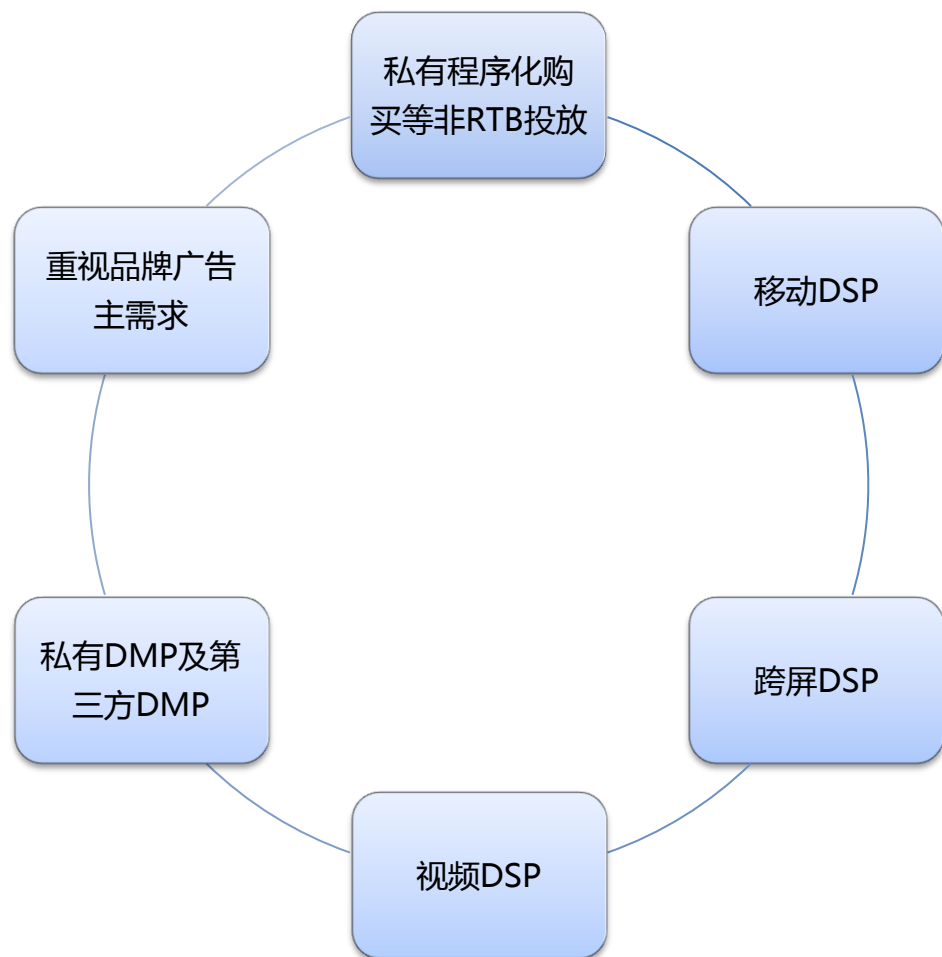 私有程序化购
买等非RTB投放
重视品牌广告
主需求
移动DSP
私有DMP及第
三方DMP
跨屏DSP
视频DSP